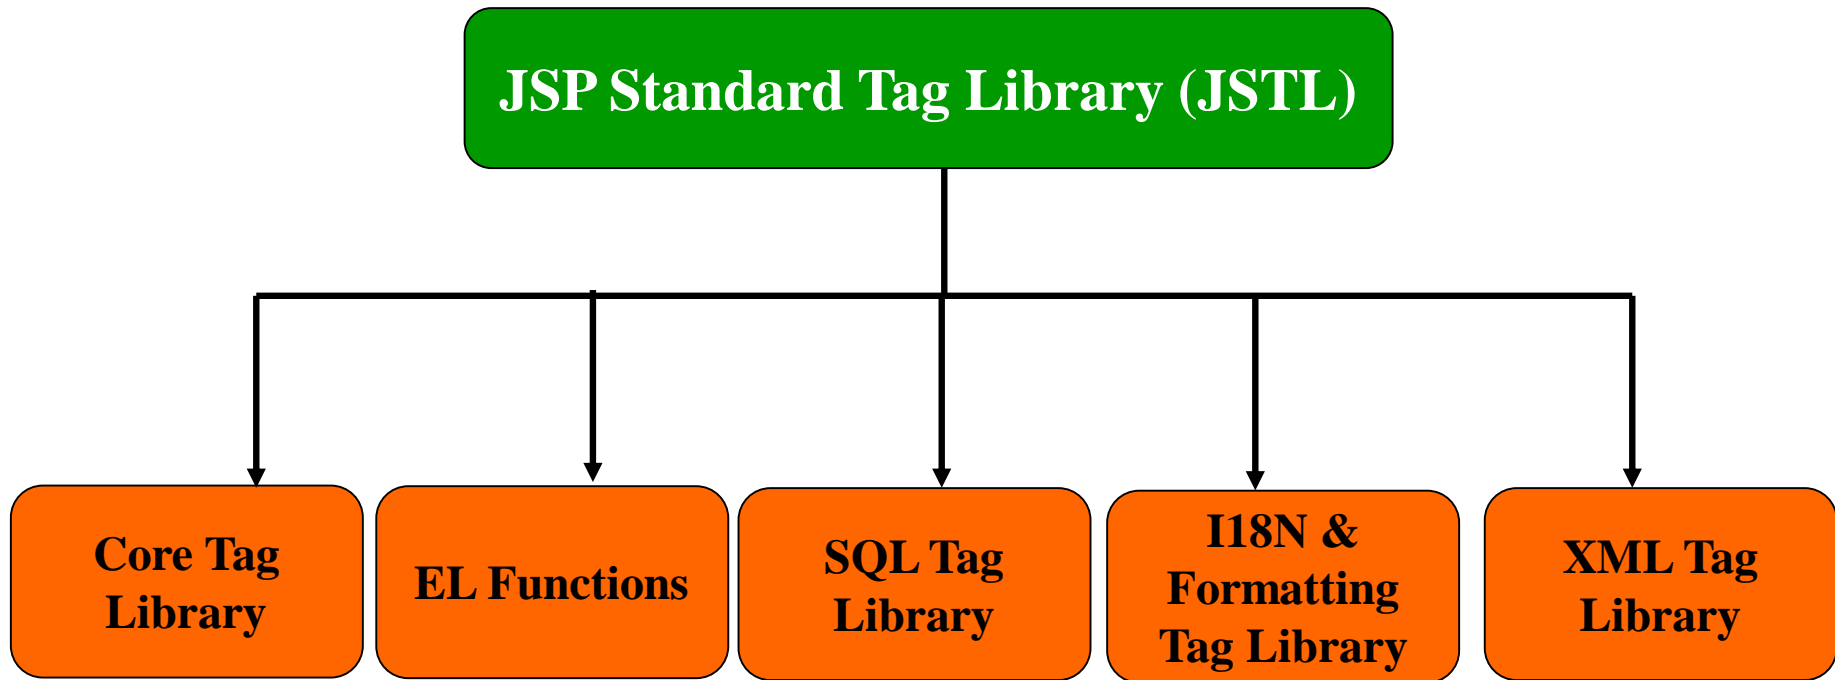 JSP Standard Tag Library (JSTL)
Core Tag
Library
EL Functions
SQL Tag
Library
I18N &
Formatting
Tag Library
XML Tag
Library